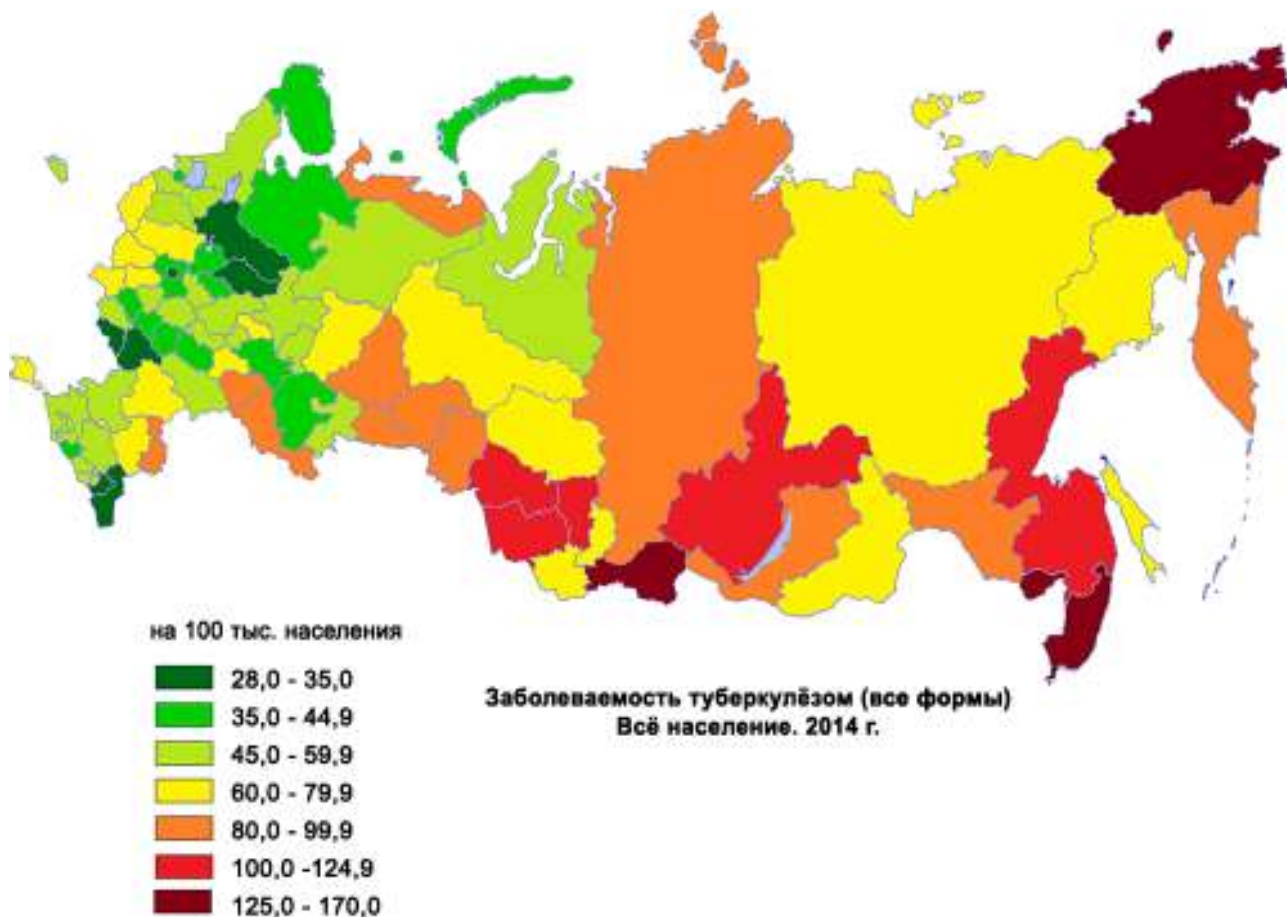 на 100 тыс. населения
28,0 - 35,0
35,0 - 44,9
45,0 - 59,9
60,0 - 79,9
80,0 - 99,9
100,0 -124,9
125,0 - 170,0
Заболеваемость туберкулёзом (все формы)
Всё население. 2014 г.